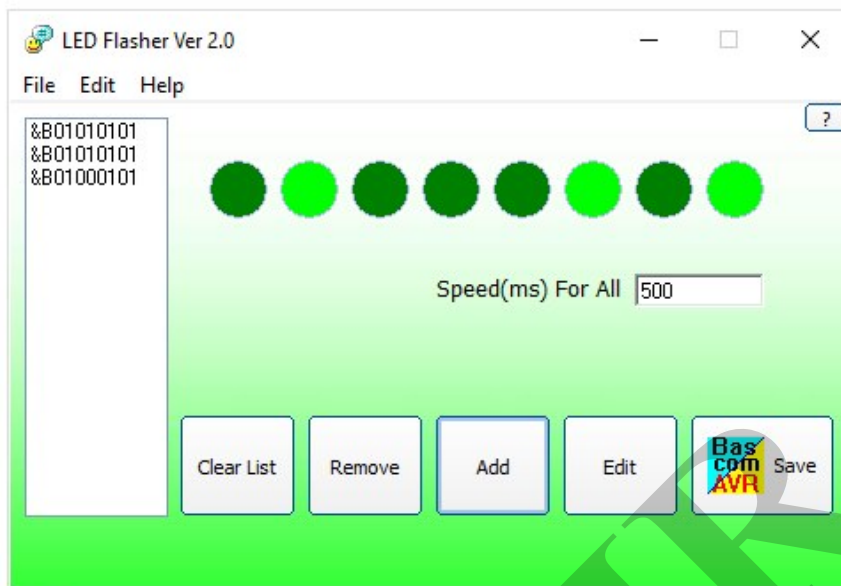 LED Flasher Ver 2.0
File Edit Help
?
&B01010101
&B01010101
&B01000101
Speed(ms) For All 500
Clear List
Remove
Add
Edit
Bas
com
AVR
Save